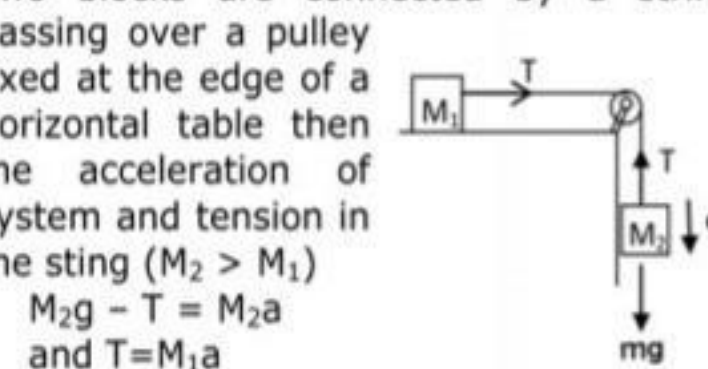 assing over a pulley
xed at the edge of a
orizontal table then
he acceleration of
ystem and tension in
he sting (M₂ > M₁)
M₂g – T = M₂a
and T=M₁a
T
M₁
T
M₂
mg